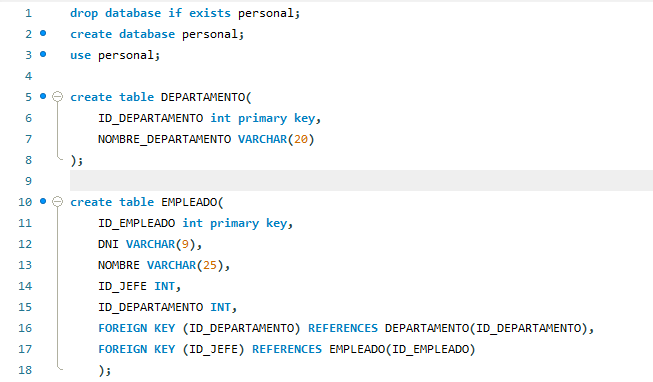 1 drop database if exists personal;
2 create database personal;
3 use personal;
4
5 create table DEPARTAMENTO(
6 ID_DEPARTAMENTO int primary key,
7 NOMBRE_DEPARTAMENTO VARCHAR(20)
8 );
9
10 create table EMPLEADO(
11 ID_EMPLEADO int primary key,
12 DNI VARCHAR(9),
13 NOMBRE VARCHAR(25),
14 ID_JEFE INT,
15 ID_DEPARTAMENTO INT,
16 FOREIGN KEY (ID_DEPARTAMENTO) REFERENCES DEPARTAMENTO(ID_DEPARTAMENTO),
17 FOREIGN KEY (ID_JEFE) REFERENCES EMPLEADO(ID_EMPLEADO)
18 );